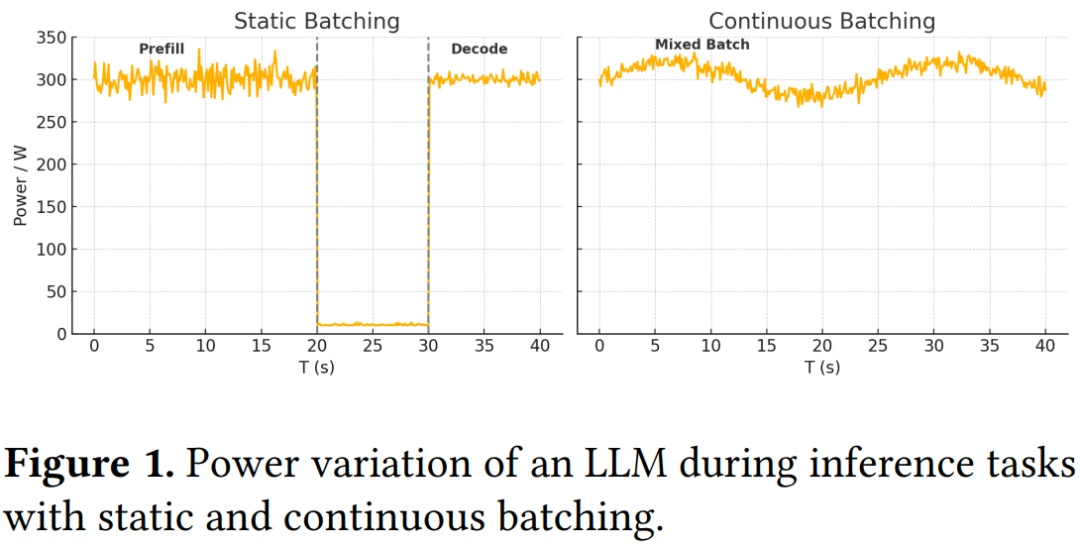 Static Batching
Continuous Batching
Prefill
Decode
Mixed Batch
350
300
250
200
150
100
50
0
Power / W
0 5 10 15 20 25 30 35 40
T (s)
0 5 10 15 20 25 30 35 40
T (s)
Figure 1. Power variation of an LLM during inference tasks
with static and continuous batching.